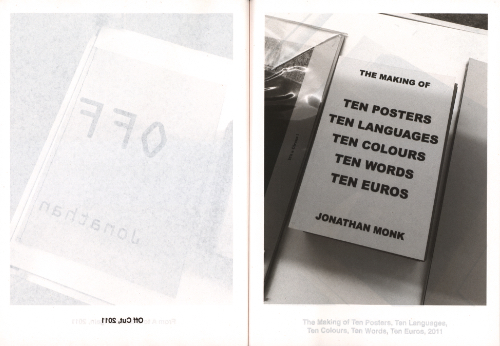 OFF
Jonathan
Off Cut, 2011
THE MAKING OF
TEN POSTERS
TEN LANGUAGES
TEN COLOURS
TEN WORDS
TEN EUROS
JONATHAN MONK
The Making of Ten Posters, Ten Languages,
Ten Colours, Ten Words, Ten Euros, 2011